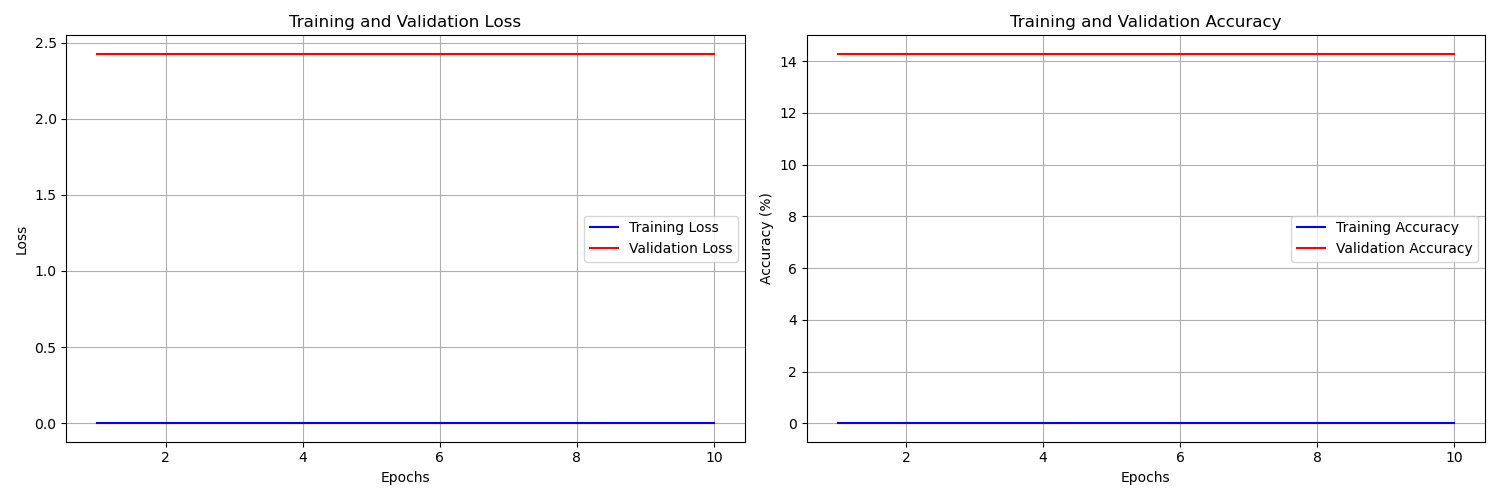 Training and Validation Loss
2.5
2.0
1.5
1.0
0.5
0.0
Loss
Training Loss
Validation Loss
2 4 6 8 10
Epochs
Training and Validation Accuracy
14
12
10
8
6
4
2
0
Accuracy (%)
Training Accuracy
Validation Accuracy
2 4 6 8 10
Epochs